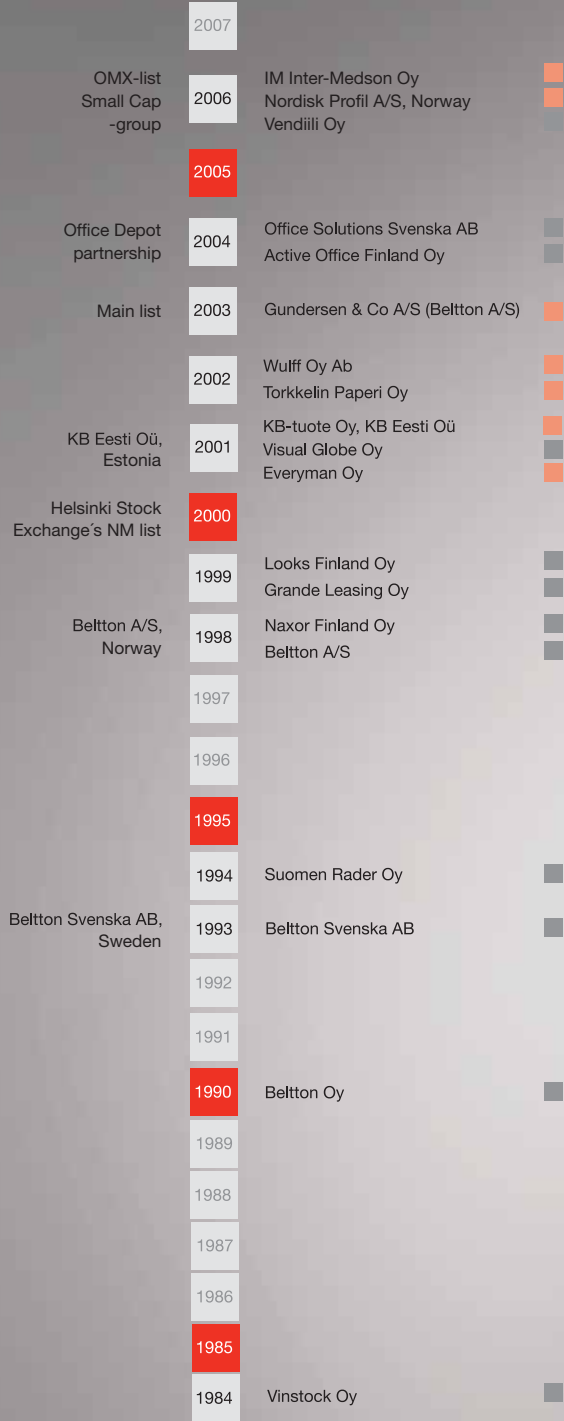 2007
OMX-list
Small Cap
-group
2006
IM Inter-Medson Oy
Nordisk Profil A/S, Norway
Vendiili Oy
2005
Office Depot
partnership
2004
Office Solutions Svenska AB
Active Office Finland Oy
Main list
2003
Gundersen & Co A/S (Beltton A/S)
2002
Wulff Oy Ab
Torkkelin Paperi Oy
KB Eesti Oü,
Estonia
2001
KB-tuote Oy, KB Eesti Oü
Visual Globe Oy
Everyman Oy
Helsinki Stock
Exchange´s NM list
2000
1999
Looks Finland Oy
Grande Leasing Oy
Beltton A/S,
Norway
1998
Naxor Finland Oy
Beltton A/S
1997
1996
1995
1994
Suomen Rader Oy
Beltton Svenska AB,
Sweden
1993
Beltton Svenska AB
1992
1991
1990
Beltton Oy
1989
1988
1987
1986
1985
1984
Vinstock Oy